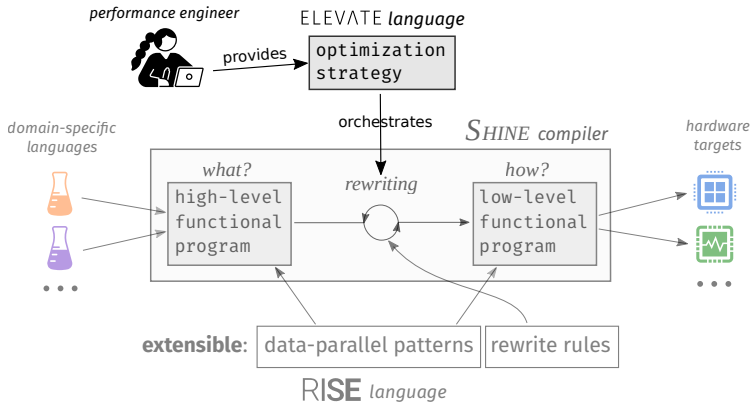 performance engineer
ELEVATE language
provides
optimization
strategy
orchestrates
domain-specific
languages
SHINE compiler
hardware
targets
what?
rewriting
how?
high-level
functional
program
low-level
functional
program
extensible:
data-parallel patterns
rewrite rules
RISE language